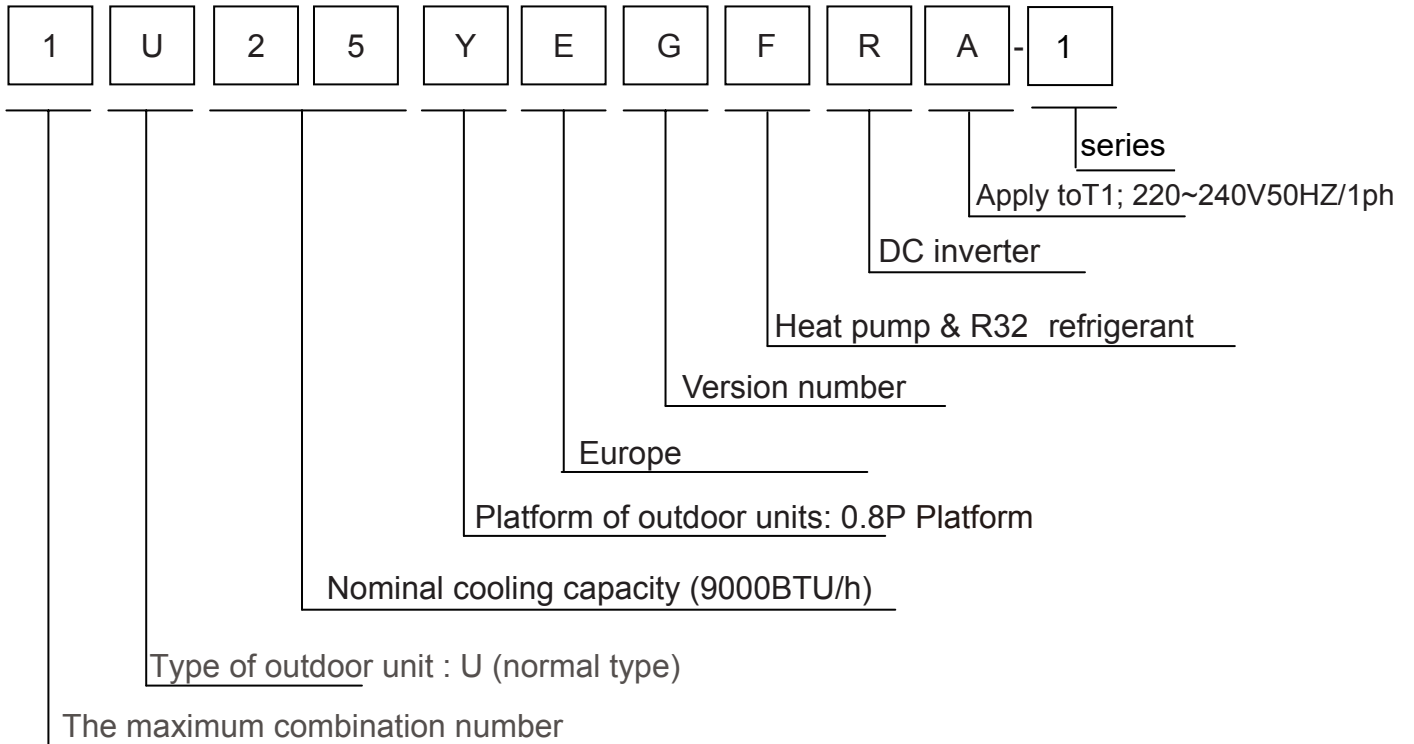 1 U 2 5 Y E G F R A - 1
series
Apply toT1; 220~240V50HZ/1ph
DC inverter
Heat pump & R32 refrigerant
Version number
Europe
Platform of outdoor units: 0.8P Platform
Nominal cooling capacity (9000BTU/h)
Type of outdoor unit : U (normal type)
The maximum combination number